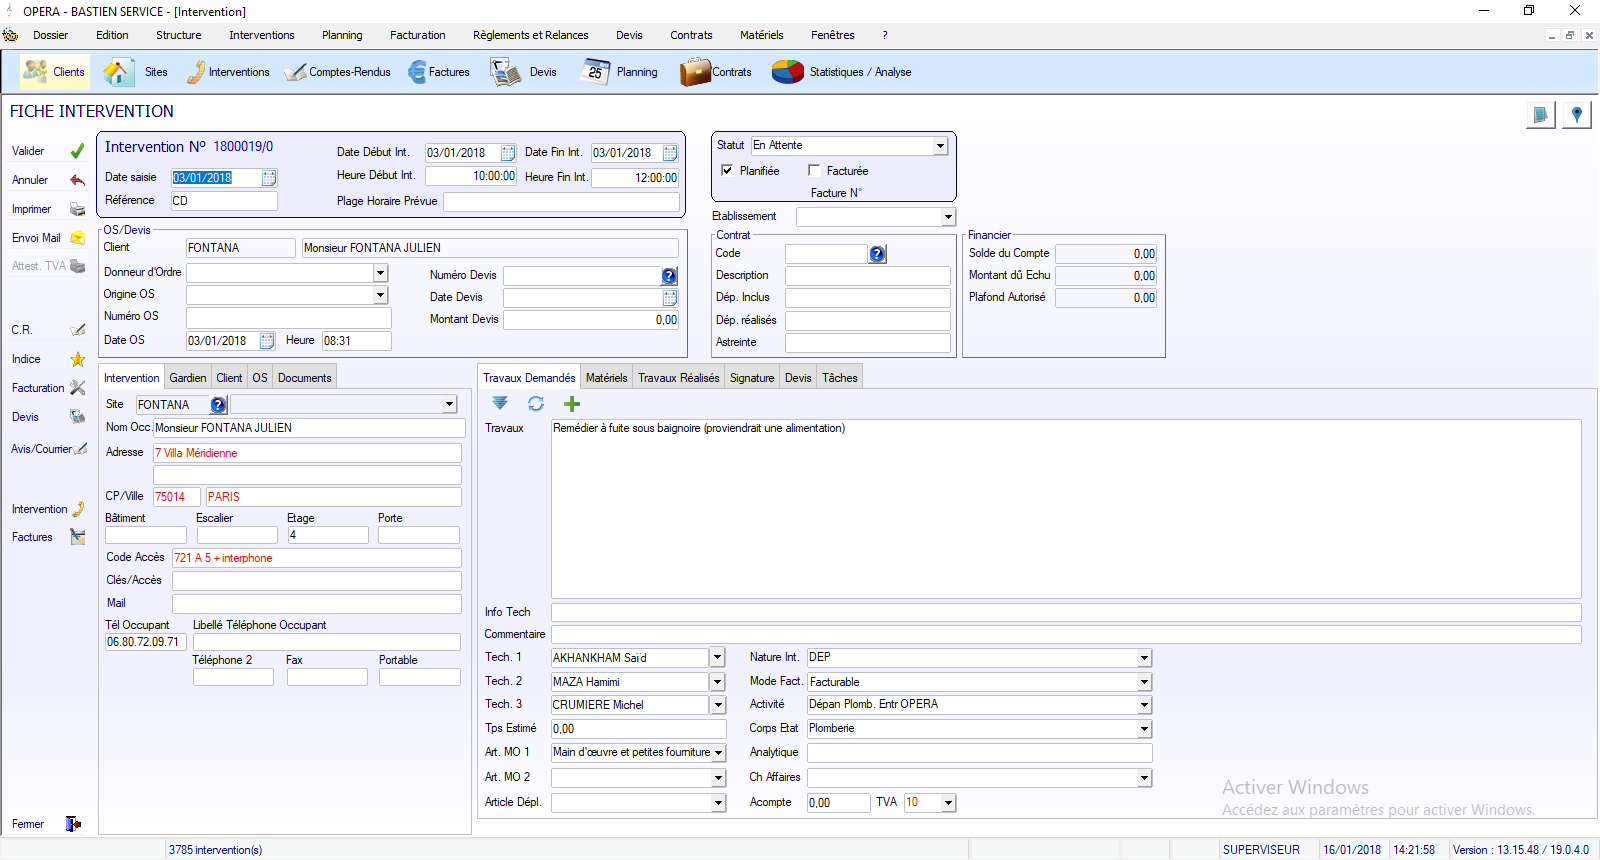 OPERA - BASTIEN SERVICE - [Intervention]
Dossier Edition Structure Interventions Planning Facturation Règlements et Relances Devis Contrats Matériels Fenêtres ?
Clients Sites Interventions Comptes-Rendus Factures Devis 25 Planning Contrats Statistiques / Analyse
FICHE INTERVENTION
Valider
Annuler
Imprimer
Envoi Mail
Attest. TVA
C.R.
Indice
Facturation
Devis
Avis/Courrier
Intervention
Factures
Fermer
Intervention N° 1800019/0
Date saisie 03/01/2018
Référence CD
Date Début Int. 03/01/2018 Date Fin Int. 03/01/2018
Heure Début Int. 10:00:00 Heure Fin Int. 12:00:00
Plage Horaire Prévue
Statut En Attente
Planifiée Facturée
Facture N°
Etablissement
OS/Devis
Client FONTANA Monsieur FONTANA JULIEN
Donneur d'Ordre
Origine OS
Numéro OS
Date OS 03/01/2018 Heure 08:31
Numéro Devis
Date Devis
Montant Devis 0,00
Contrat
Code
Description
Dép. Inclus
Dép. réalisés
Astreinte
Financier
Solde du Compte 0,00
Montant dû Echu 0,00
Plafond Autorisé 0,00
Intervention Gardien Client OS Documents
Site FONTANA
Nom Occ. Monsieur FONTANA JULIEN
Adresse 7 Villa Méridienne
CP/Ville 75014 PARIS
Bâtiment Escalier Etage Porte
4
Code Accès 721 A 5 + interphone
Clés/Accès
Mail
Tél Occupant Libellé Téléphone Occupant
06.80.72.09.71
Téléphone 2 Fax Portable
Travaux Demandés Matériels Travaux Réalisés Signature Devis Tâches
Travaux Remédier à fuite sous baignoire (proviendrait une alimentation)
Info Tech
Commentaire
Tech. 1 AKHANKHAM Saïd Nature Int. DEP
Tech. 2 MAZA Hamimi Mode Fact. Facturable
Tech. 3 CRUMIERE Michel Activité Dépan Plomb. Entr OPERA
Tps Estimé 0,00 Corps Etat Plomberie
Art. MO 1 Main d'œuvre et petites fourniture Analytique
Art. MO 2 Ch Affaires
Article Dépl. Acompte 0,00 TVA 10
Activer Windows
Accédez aux paramètres pour activer Windows.
3785 intervention(s) SUPERVISEUR 16/01/2018 14:21:58 Version : 13.15.48 / 19.0.4.0